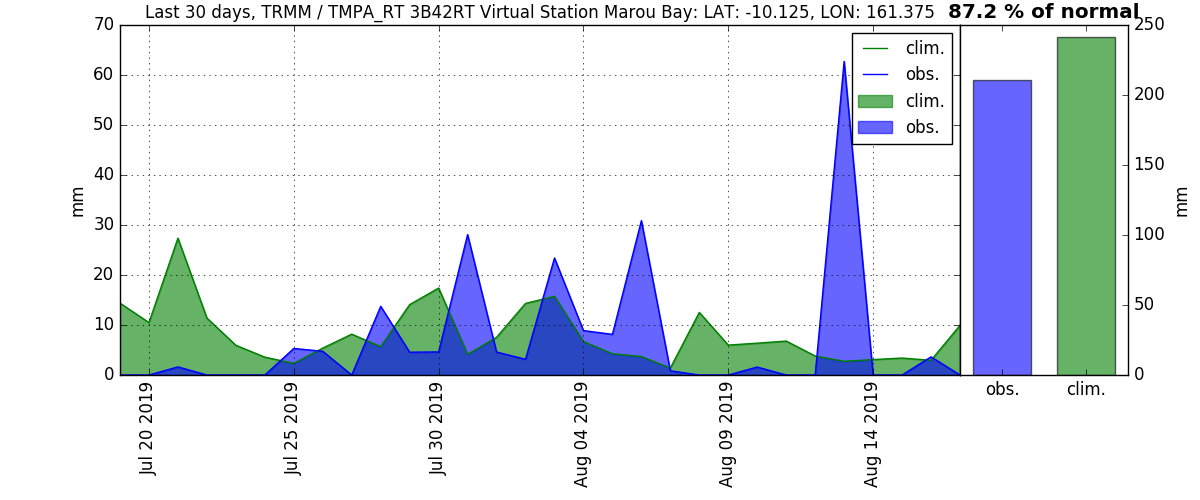 Last 30 days, TRMM / TMPA_RT 3B42RT Virtual Station Marou Bay: LAT: -10.125, LON: 161.375
87.2 % of normal
70
60
50
40
30
20
10
0
mm
Jul 20 2019
Jul 25 2019
Jul 30 2019
Aug 04 2019
Aug 09 2019
Aug 14 2019
clim.
obs.
clim.
obs.
250
200
150
100
50
0
mm
obs.
clim.